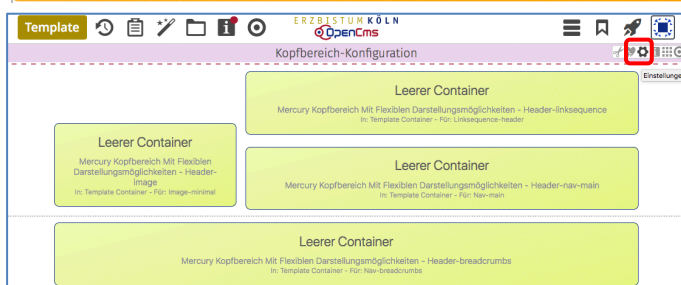 Template
ERZBISTUM KÖLN
OpenCms
Kopfbereich-Konfiguration
Einstellunge
Leerer Container
Mercury Kopfbereich Mit Flexiblen Darstellungsmöglichkeiten - Header-linksequence
In: Template Container - Für: Linksequence-header
Leerer Container
Mercury Kopfbereich Mit Flexiblen
Darstellungsmöglichkeiten - Header-
image
In: Template Container - Für: Image-minimal
Leerer Container
Mercury Kopfbereich Mit Flexiblen Darstellungsmöglichkeiten - Header-nav-main
In: Template Container - Für: Nav-main
Leerer Container
Mercury Kopfbereich Mit Flexiblen Darstellungsmöglichkeiten - Header-breadcrumbs
In: Template Container - Für: Nav-breadcrumbs